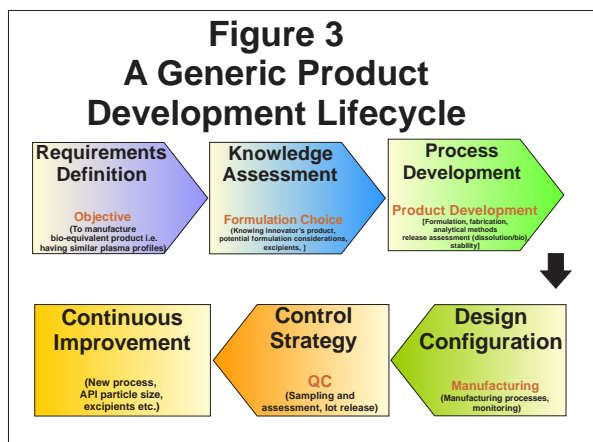 Figure 3
A Generic Product
Development Lifecycle
Requirements
Definition
Objective
(To manufacture
bio-equivalent product i.e.
having similar plasma profiles)
Knowledge
Assessment
Formulation Choice
(Knowing innovator's product,
potential formulation considerations,
excipients, ]
Process
Development
Product Development
[Formulation, fabrication,
analytical methods
release assessment (dissolution/bio)
stability]
Design
Configuration
Manufacturing
(Manufacturing processes,
monitoring)
Control
Strategy
QC
(Sampling and
assessment, lot release)
Continuous
Improvement
(New process,
API particle size,
excipients etc.)